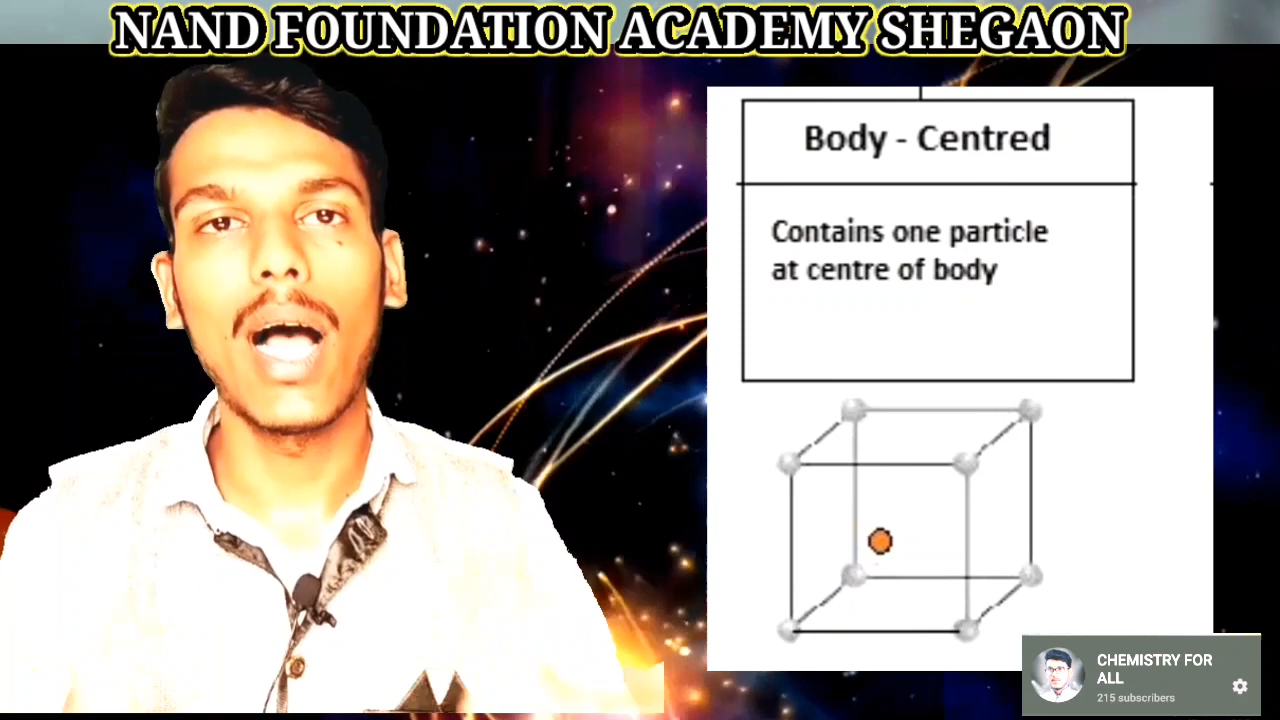 NAND FOUNDATION ACADEMY SHEGAON
Body - Centred
Contains one particle
at centre of body
CHEMISTRY FOR
ALL
215 subscribers